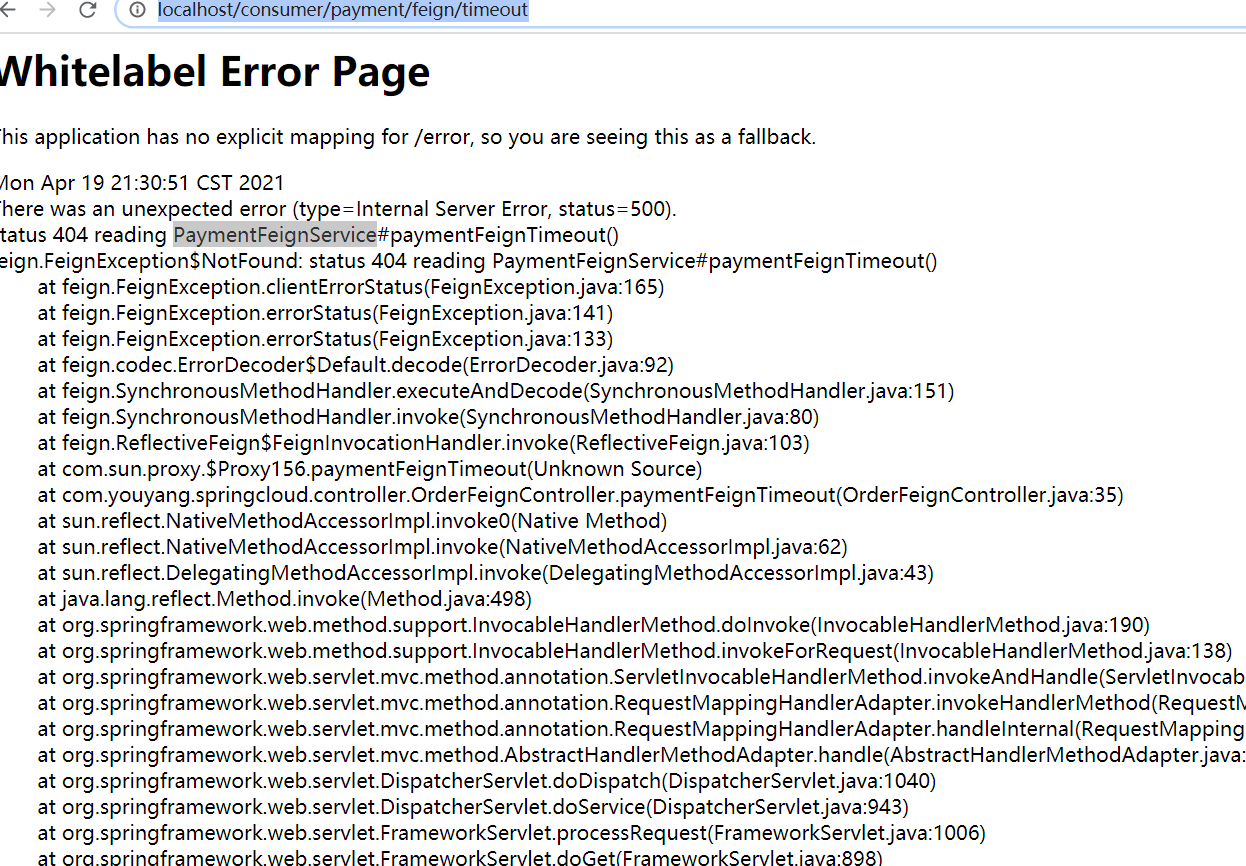 localhost/consumer/payment/feign/timeout
Whitelabel Error Page
This application has no explicit mapping for /error, so you are seeing this as a fallback.
Mon Apr 19 21:30:51 CST 2021
There was an unexpected error (type=Internal Server Error, status=500).
status 404 reading PaymentFeignService#paymentFeignTimeout()
feign.FeignException$NotFound: status 404 reading PaymentFeignService#paymentFeignTimeout()
at feign.FeignException.clientErrorStatus(FeignException.java:165)
at feign.FeignException.errorStatus(FeignException.java:141)
at feign.FeignException.errorStatus(FeignException.java:133)
at feign.codec.ErrorDecoder$Default.decode(ErrorDecoder.java:92)
at feign.SynchronousMethodHandler.executeAndDecode(SynchronousMethodHandler.java:151)
at feign.SynchronousMethodHandler.invoke(SynchronousMethodHandler.java:80)
at feign.ReflectiveFeign$FeignInvocationHandler.invoke(ReflectiveFeign.java:103)
at com.sun.proxy.$Proxy156.paymentFeignTimeout(Unknown Source)
at com.youyang.springcloud.controller.OrderFeignController.paymentFeignTimeout(OrderFeignController.java:35)
at sun.reflect.NativeMethodAccessorImpl.invoke0(Native Method)
at sun.reflect.NativeMethodAccessorImpl.invoke(NativeMethodAccessorImpl.java:62)
at sun.reflect.DelegatingMethodAccessorImpl.invoke(DelegatingMethodAccessorImpl.java:43)
at java.lang.reflect.Method.invoke(Method.java:498)
at org.springframework.web.method.support.InvocableHandlerMethod.doInvoke(InvocableHandlerMethod.java:190)
at org.springframework.web.method.support.InvocableHandlerMethod.invokeForRequest(InvocableHandlerMethod.java:138)
at org.springframework.web.servlet.mvc.method.annotation.ServletInvocableHandlerMethod.invokeAndHandle(ServletInvocab
at org.springframework.web.servlet.mvc.method.annotation.RequestMappingHandlerAdapter.invokeHandlerMethod(RequestM
at org.springframework.web.servlet.mvc.method.annotation.RequestMappingHandlerAdapter.handleInternal(RequestMapping
at org.springframework.web.servlet.mvc.method.AbstractHandlerMethodAdapter.handle(AbstractHandlerMethodAdapter.java:
at org.springframework.web.servlet.DispatcherServlet.doDispatch(DispatcherServlet.java:1040)
at org.springframework.web.servlet.DispatcherServlet.doService(DispatcherServlet.java:943)
at org.springframework.web.servlet.FrameworkServlet.processRequest(FrameworkServlet.java:1006)
at org.springframework.web.servlet.FrameworkServlet.doGet(FrameworkServlet.java:898)